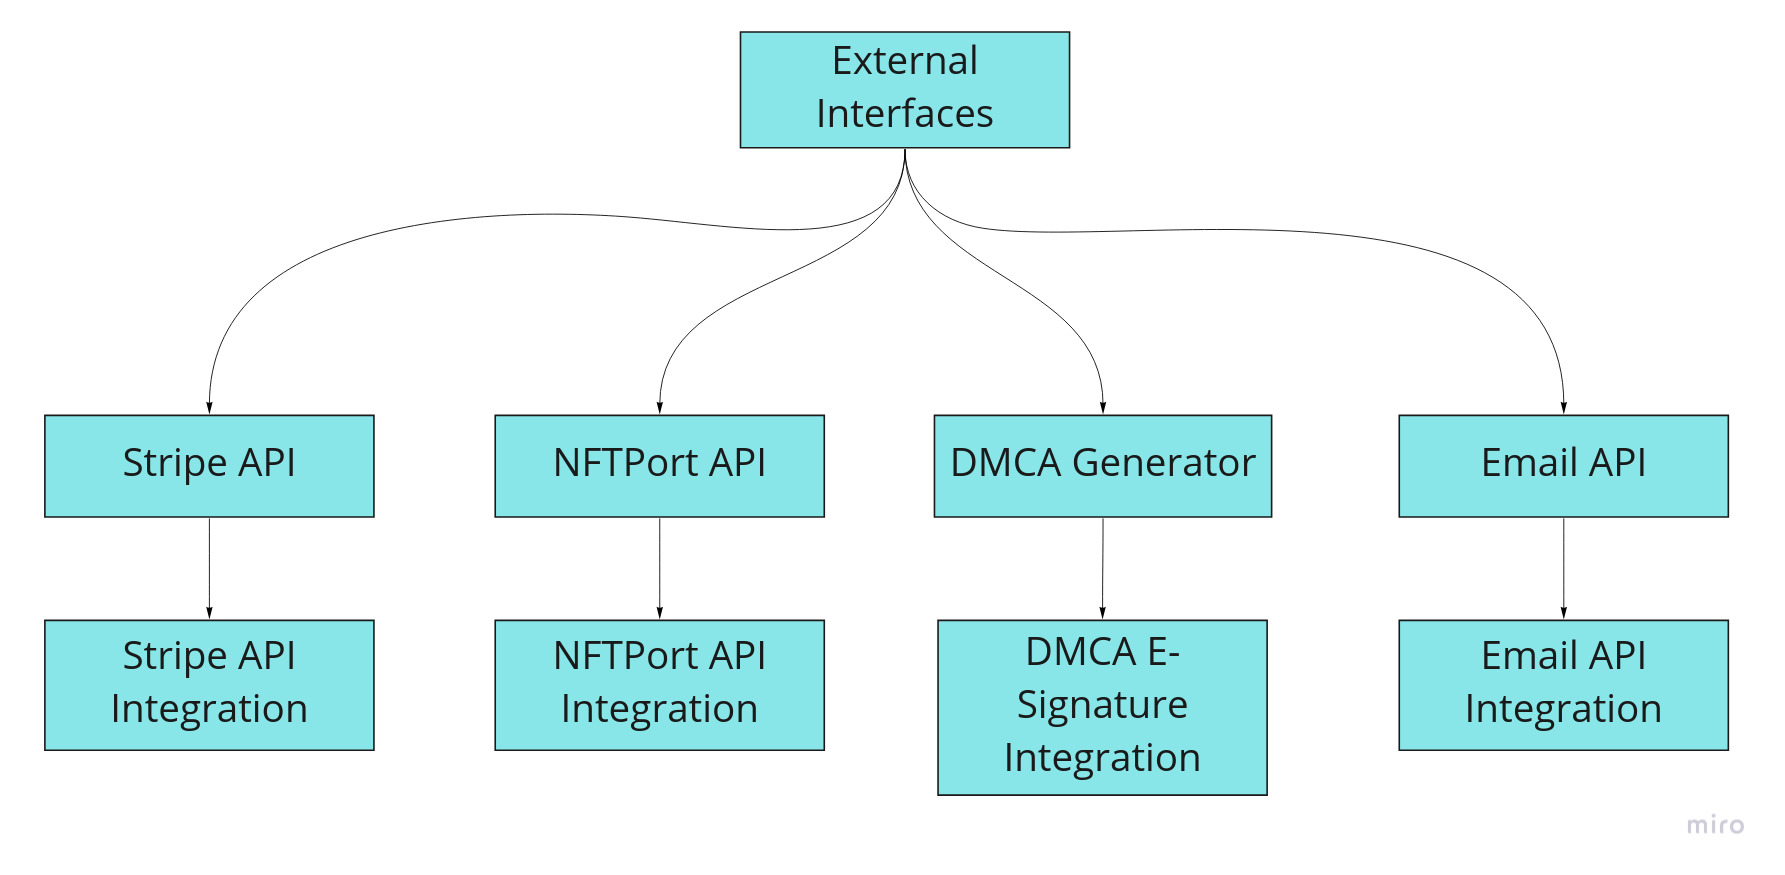 External
Interfaces
Stripe API
NFTPort API
DMCA Generator
Email API
Stripe API
Integration
NFTPort API
Integration
DMCA E-
Signature
Integration
Email API
Integration
miro